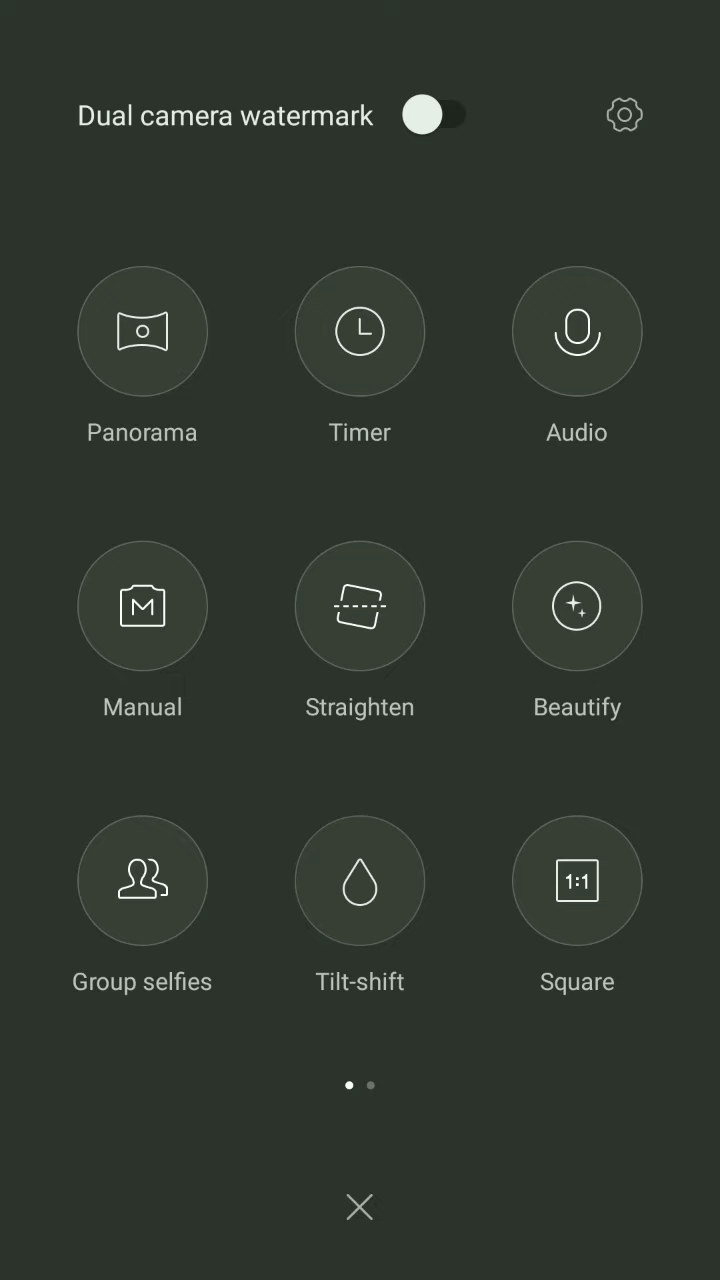 Dual camera watermark
Panorama
Timer
Audio
M
Manual
Straighten
Beautify
1:1
Group selfies
Tilt-shift
Square